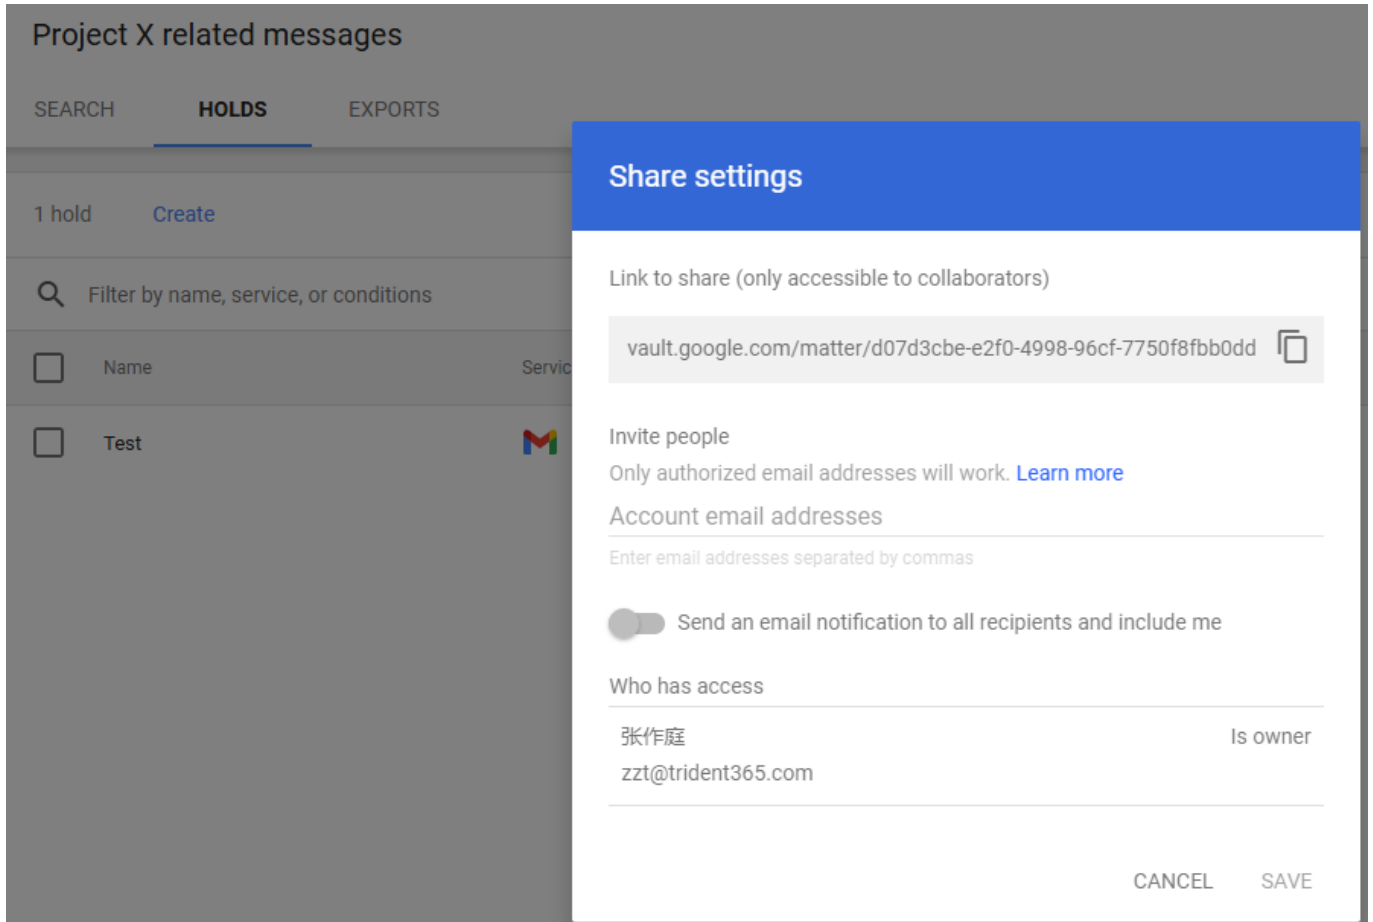 Project X related messages
SEARCH HOLDS EXPORTS
1 hold Create
Filter by name, service, or conditions
Name Servic
Test
Share settings
Link to share (only accessible to collaborators)
vault.google.com/matter/d07d3cbe-e2f0-4998-96cf-7750f8fbb0dd
Invite people
Only authorized email addresses will work. Learn more
Account email addresses
Enter email addresses separated by commas
Send an email notification to all recipients and include me
Who has access
张作庭 Is owner
zzt@trident365.com
CANCEL SAVE